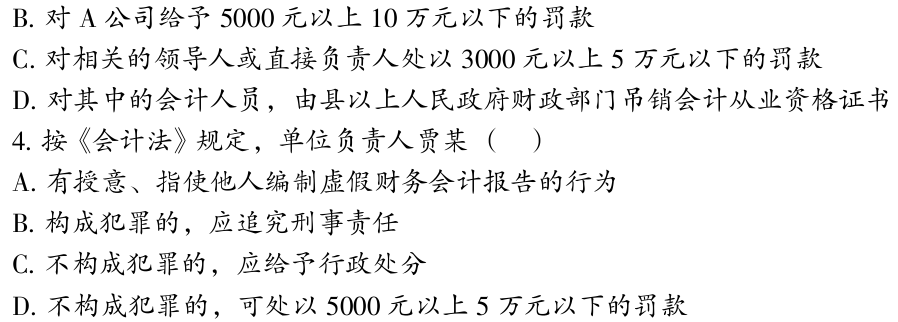 B. 对 A 公司给予 5000 元以上 10 万元以下的罚款
C. 对相关的领导人或直接负责人处以 3000 元以上 5 万元以下的罚款
D. 对其中的会计人员，由县以上人民政府财政部门吊销会计从业资格证书
4. 按《会计法》规定，单位负责人贾某（　）
A. 有授意、指使他人编制虚假财务会计报告的行为
B. 构成犯罪的，应追究刑事责任
C. 不构成犯罪的，应给予行政处分
D. 不构成犯罪的，可处以 5000 元以上 5 万元以下的罚款